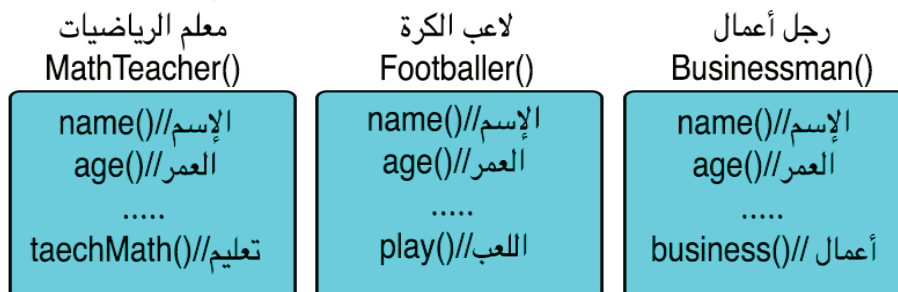 معلم الرياضيات
MathTeacher()
name()//الإسم
age()//العمر
.....
taechMath()//تعليم
لاعب الكرة
Footballer()
name()//الإسم
age()//العمر
.....
play()//اللعب
رجل أعمال
Businessman()
name()//الإسم
age()//العمر
.....
business()// أعمال